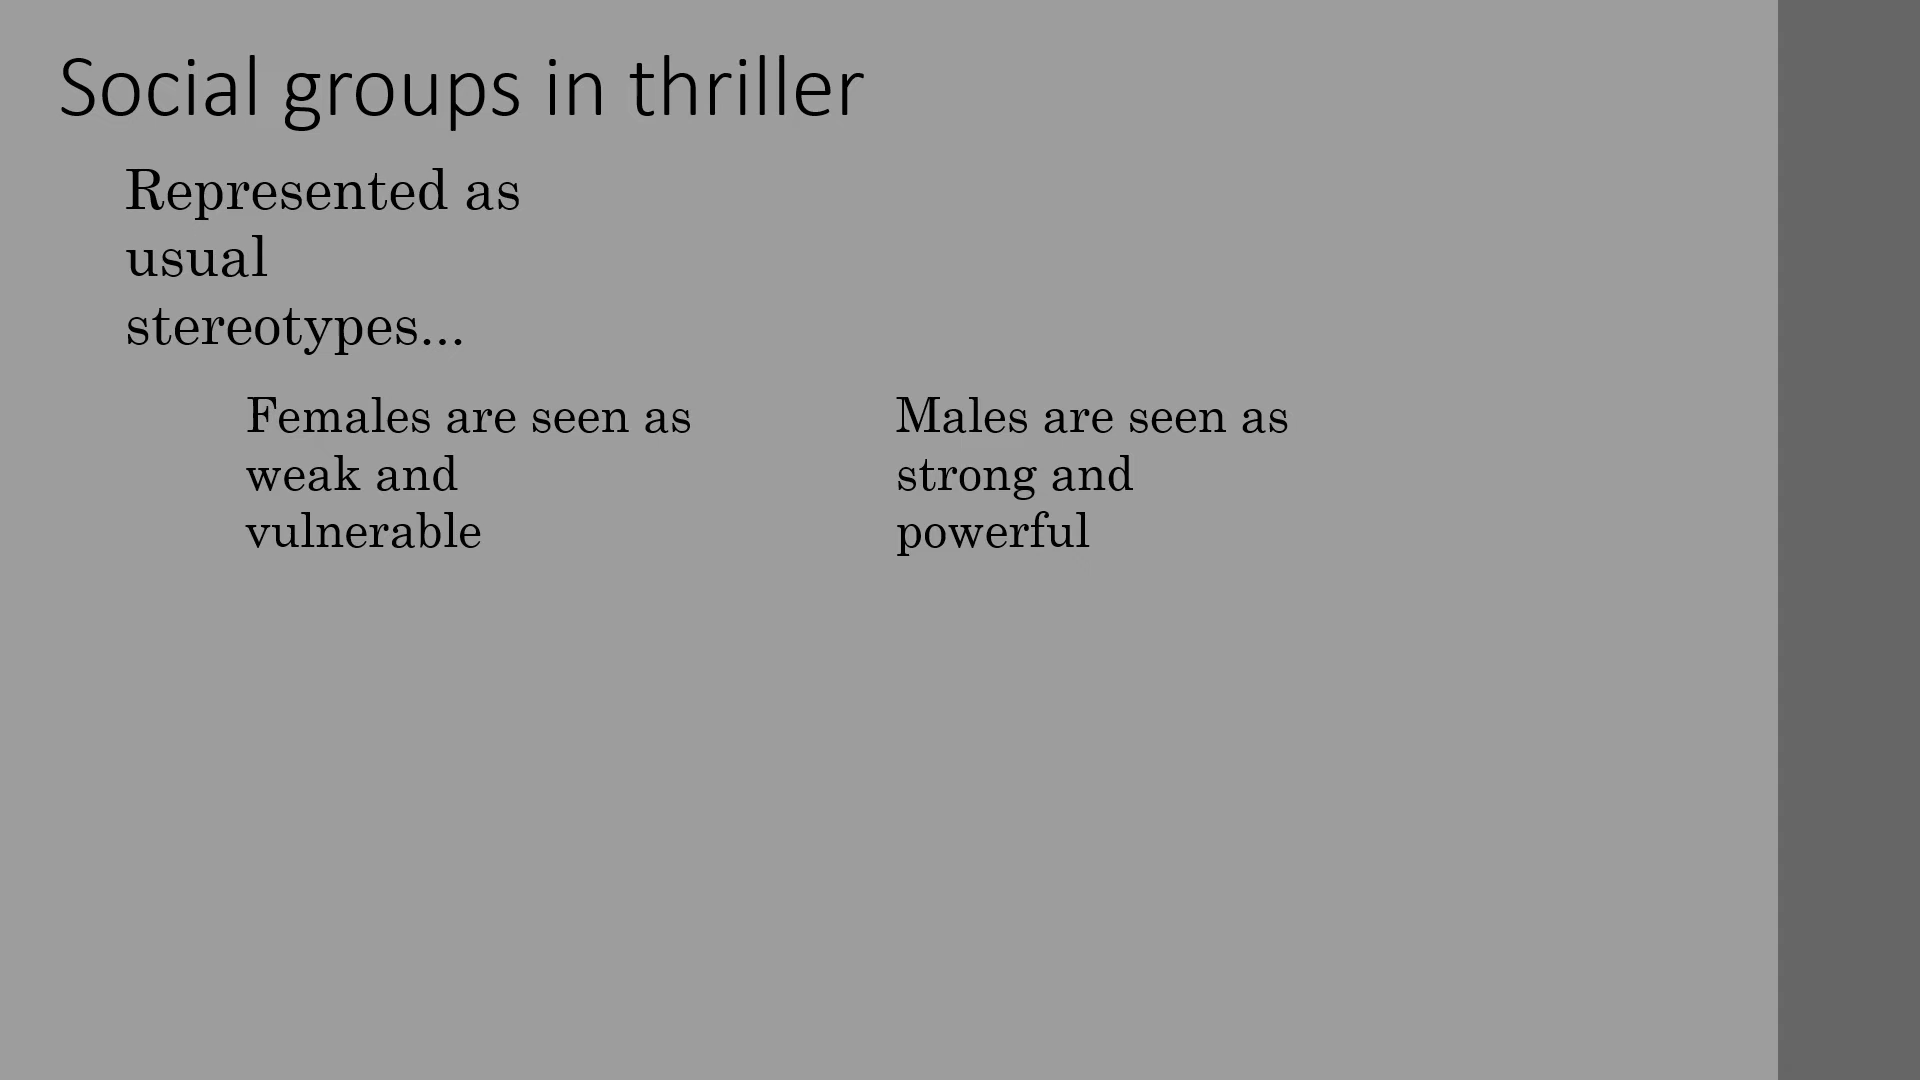 Social groups in thriller
Represented as
usual
stereotypes...
Females are seen as
weak and
vulnerable
Males are seen as
strong and
powerful